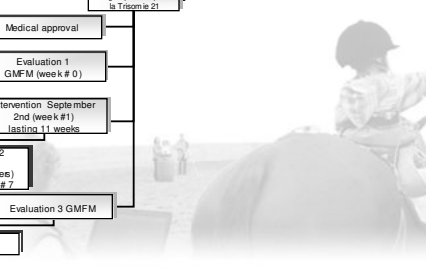 la Trisomie 21
Medical approval
Evaluation 1
GMFM (week # 0)
tervention September
2nd (week #1)
lasting 11 weeks
2
ers)
# 7
Evaluation 3 GMFM